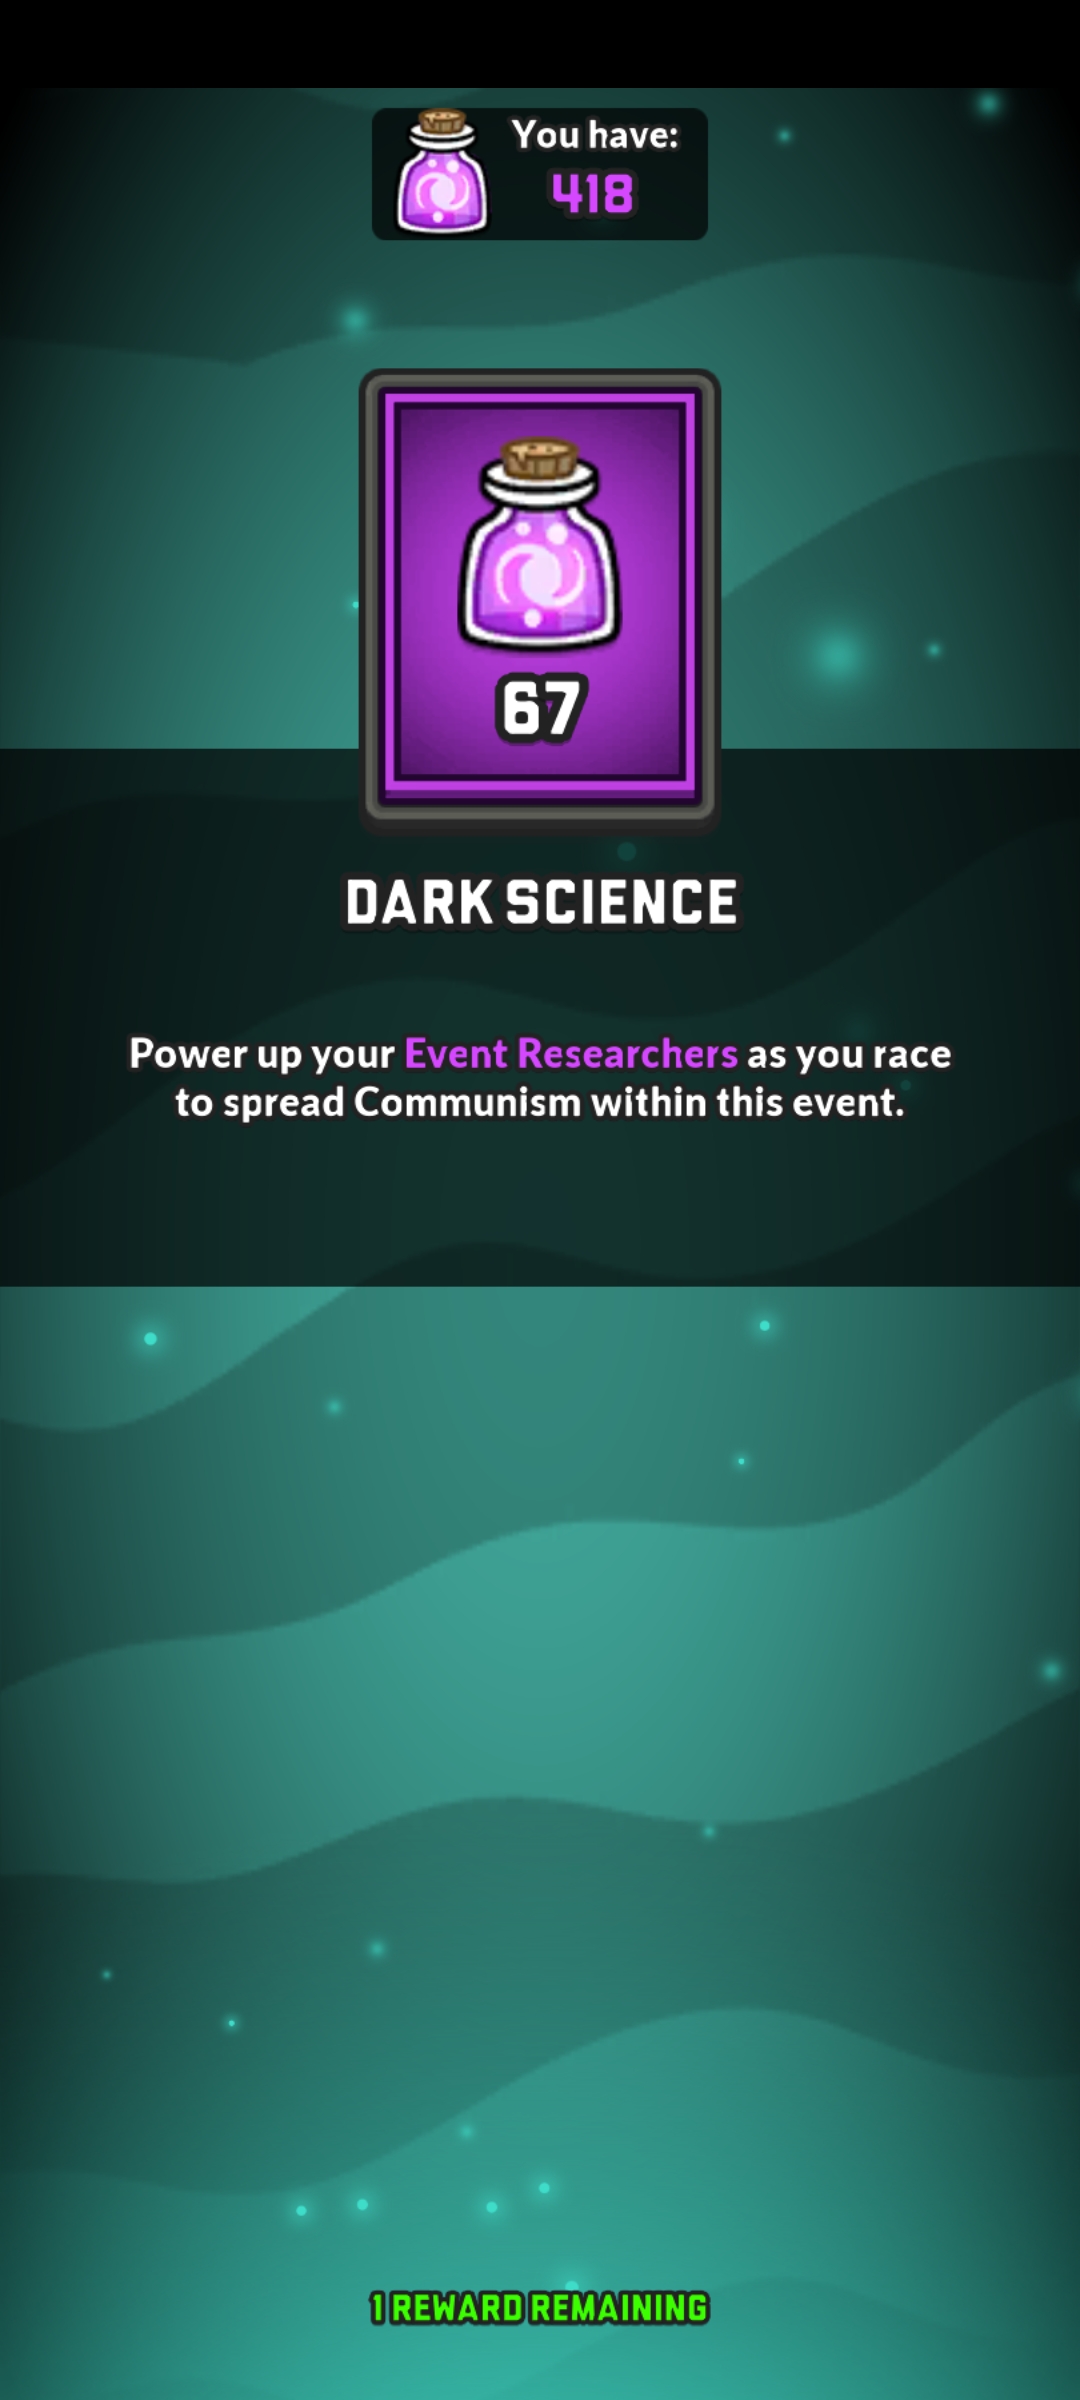 You have:
418
67
DARK SCIENCE
Power up your Event Researchers as you race
to spread Communism within this event.
1 REWARD REMAINING